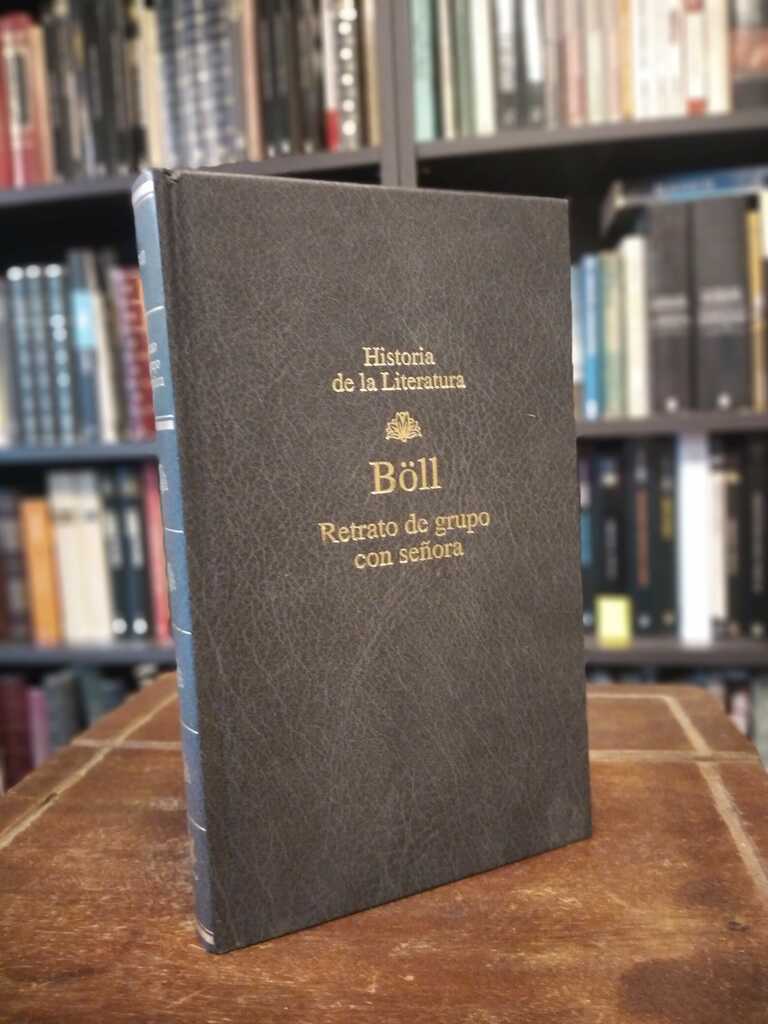 Historia
de la Literatura
Böll
Retrato de grupo
con señora